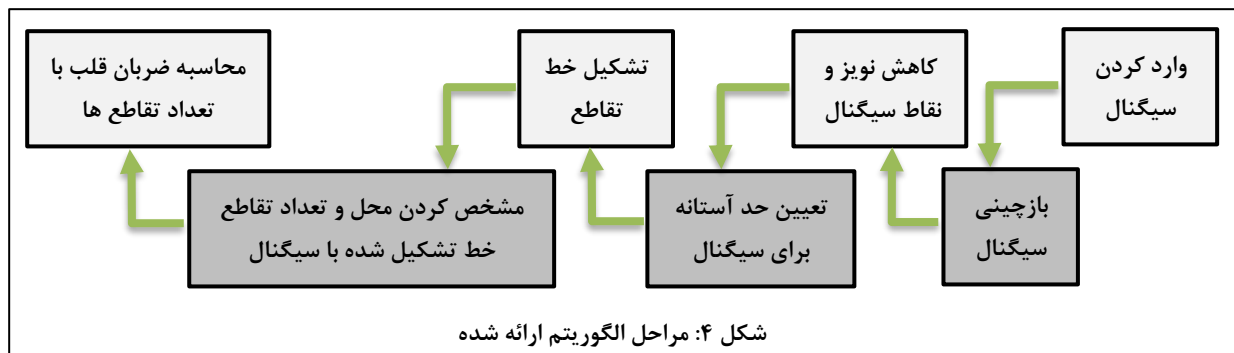 وارد کردن
سیگنال
بازچینی
سیگنال
کاهش نویز و
نقاط سیگنال
تعیین حد آستانه
برای سیگنال
تشکیل خط
تقاطع
مشخص کردن محل و تعداد تقاطع
خط تشکیل شده با سیگنال
محاسبه ضربان قلب با
تعداد تقاطع ها
شکل ۴: مراحل الگوریتم ارائه شده